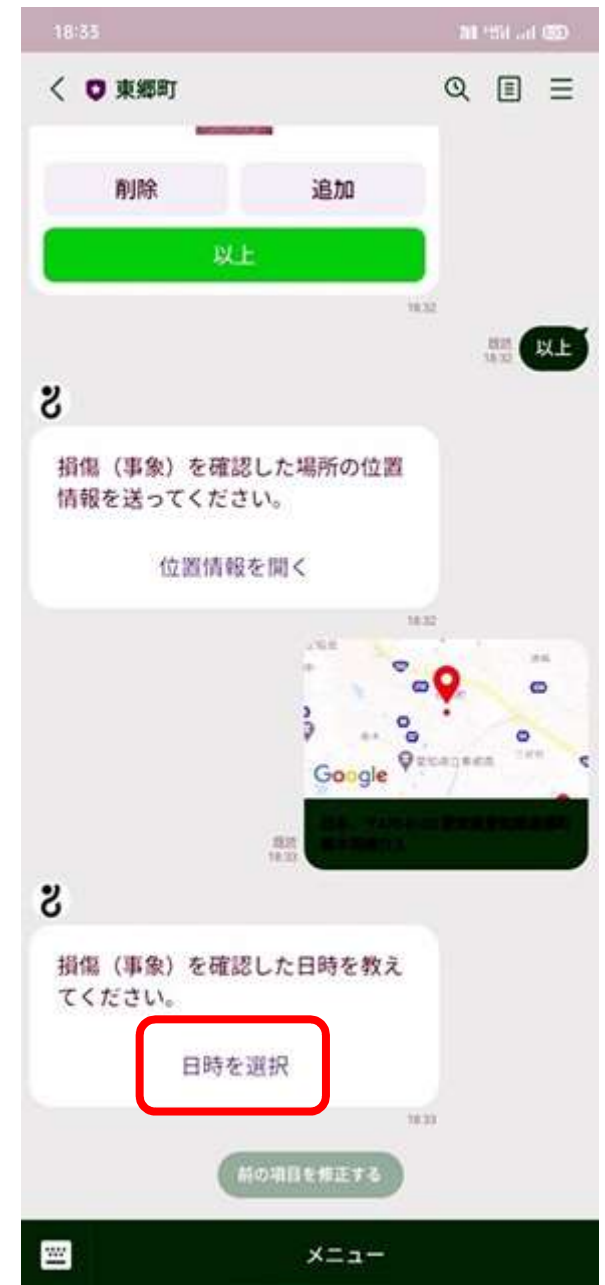 18:33
東郷町
削除
追加
以上
18:32
既読
18:32
以上
損傷（事象）を確認した場所の位置
情報を送ってください。
位置情報を開く
18:32
Google
既読
18:33
損傷（事象）を確認した日時を教え
てください。
日時を選択
18:33
前の項目を修正する
メニュー